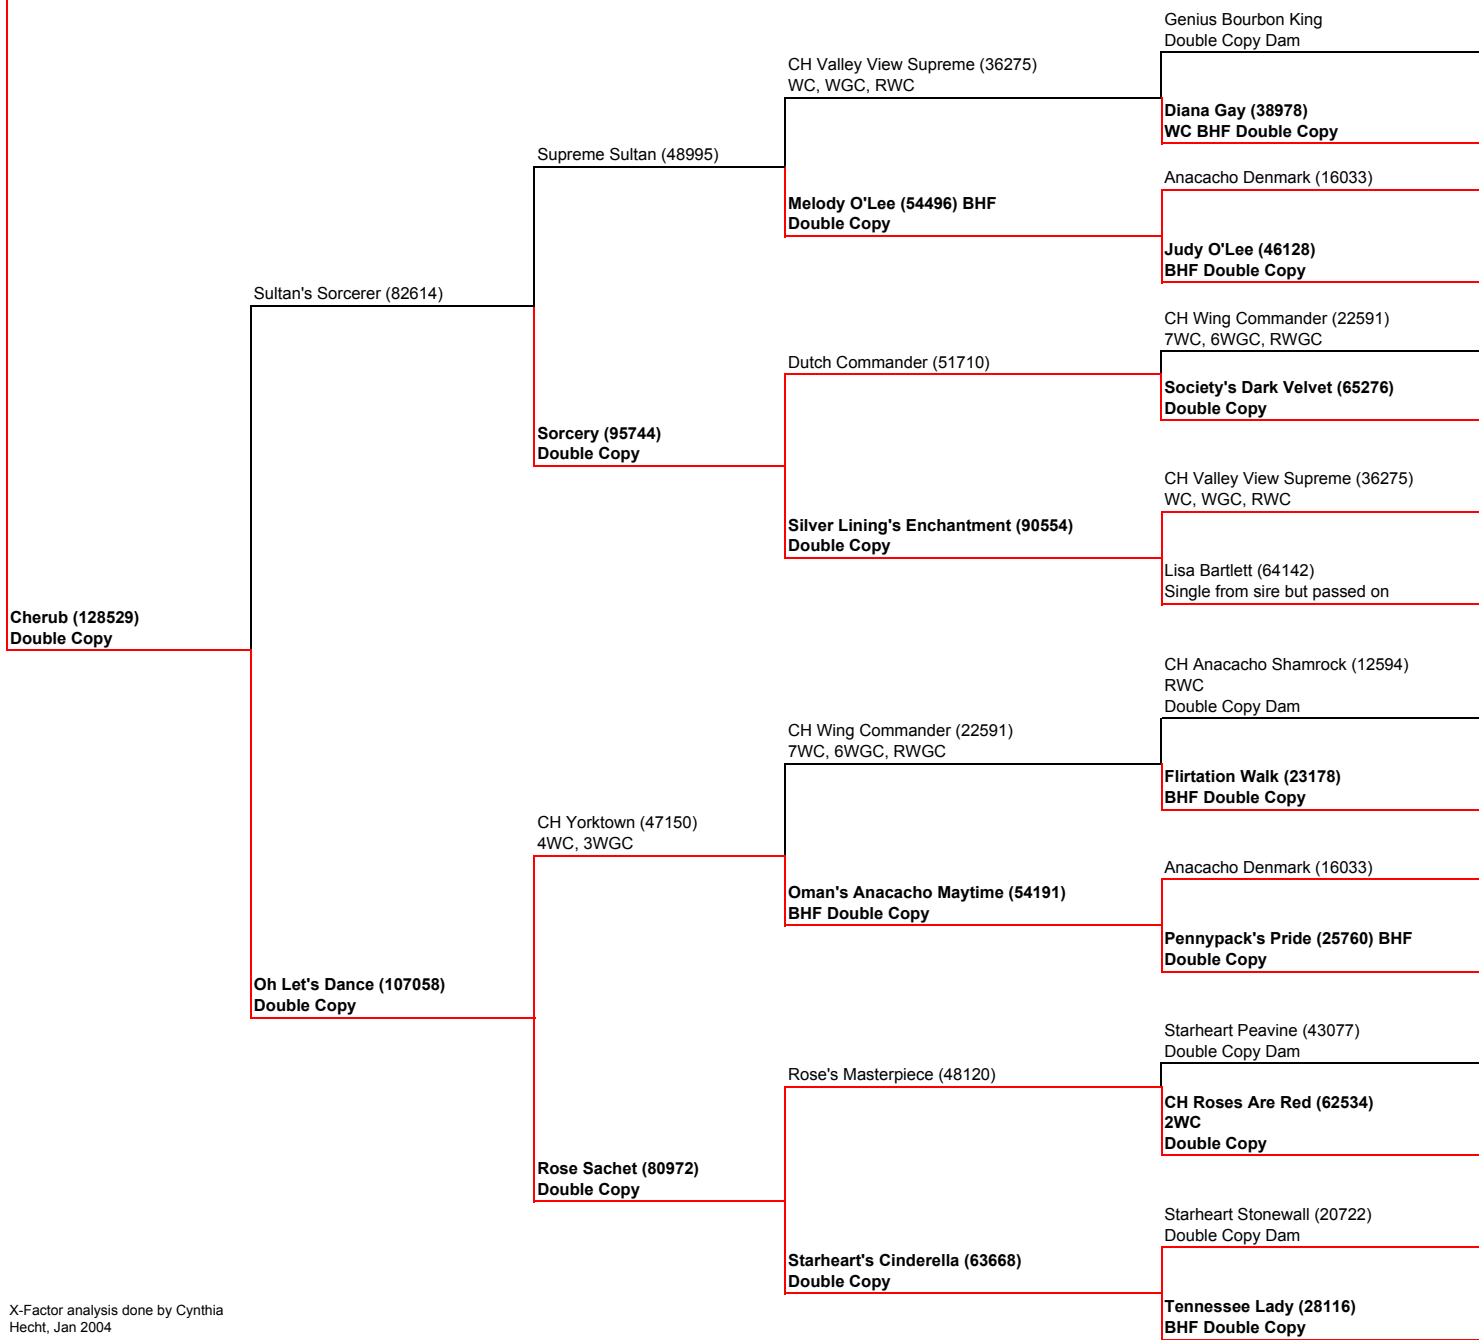 Genius Bourbon King
Double Copy Dam
CH Valley View Supreme (36275)
WC, WGC, RWC
Diana Gay (38978)
WC BHF Double Copy
Supreme Sultan (48995)
Anacacho Denmark (16033)
Melody O'Lee (54496) BHF
Double Copy
Judy O'Lee (46128)
BHF Double Copy
Sultan's Sorcerer (82614)
CH Wing Commander (22591)
7WC, 6WGC, RWGC
Dutch Commander (51710)
Society's Dark Velvet (65276)
Double Copy
Sorcery (95744)
Double Copy
CH Valley View Supreme (36275)
WC, WGC, RWC
Silver Lining's Enchantment (90554)
Double Copy
Lisa Bartlett (64142)
Single from sire but passed on
Cherub (128529)
Double Copy
CH Anacacho Shamrock (12594)
RWC
Double Copy Dam
CH Wing Commander (22591)
7WC, 6WGC, RWGC
Flirtation Walk (23178)
BHF Double Copy
CH Yorktown (47150)
4WC, 3WGC
Anacacho Denmark (16033)
Oman's Anacacho Maytime (54191)
BHF Double Copy
Pennypack's Pride (25760) BHF
Double Copy
Oh Let's Dance (107058)
Double Copy
Starheart Peavine (43077)
Double Copy Dam
Rose's Masterpiece (48120)
CH Roses Are Red (62534)
2WC
Double Copy
Rose Sachet (80972)
Double Copy
Starheart Stonewall (20722)
Double Copy Dam
Starheart's Cinderella (63668)
Double Copy
Tennessee Lady (28116)
BHF Double Copy
X-Factor analysis done by Cynthia
Hecht, Jan 2004